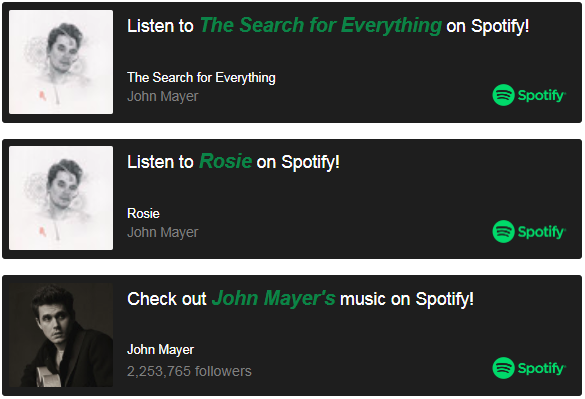 Listen to The Search for Everything on Spotify!
The Search for Everything
John Mayer
Spotify
Listen to Rosie on Spotify!
Rosie
John Mayer
Spotify
Check out John Mayer's music on Spotify!
John Mayer
2,253,765 followers
Spotify